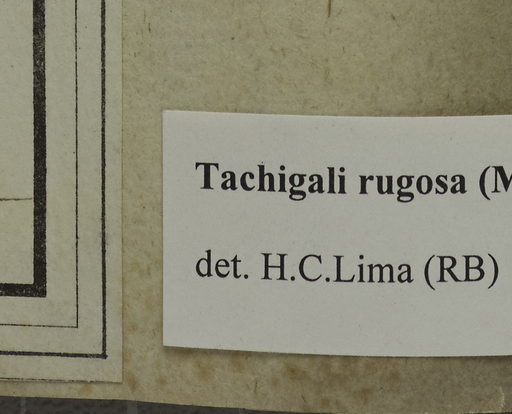 Tachigali rugosa (M
det. H.C.Lima (RB)